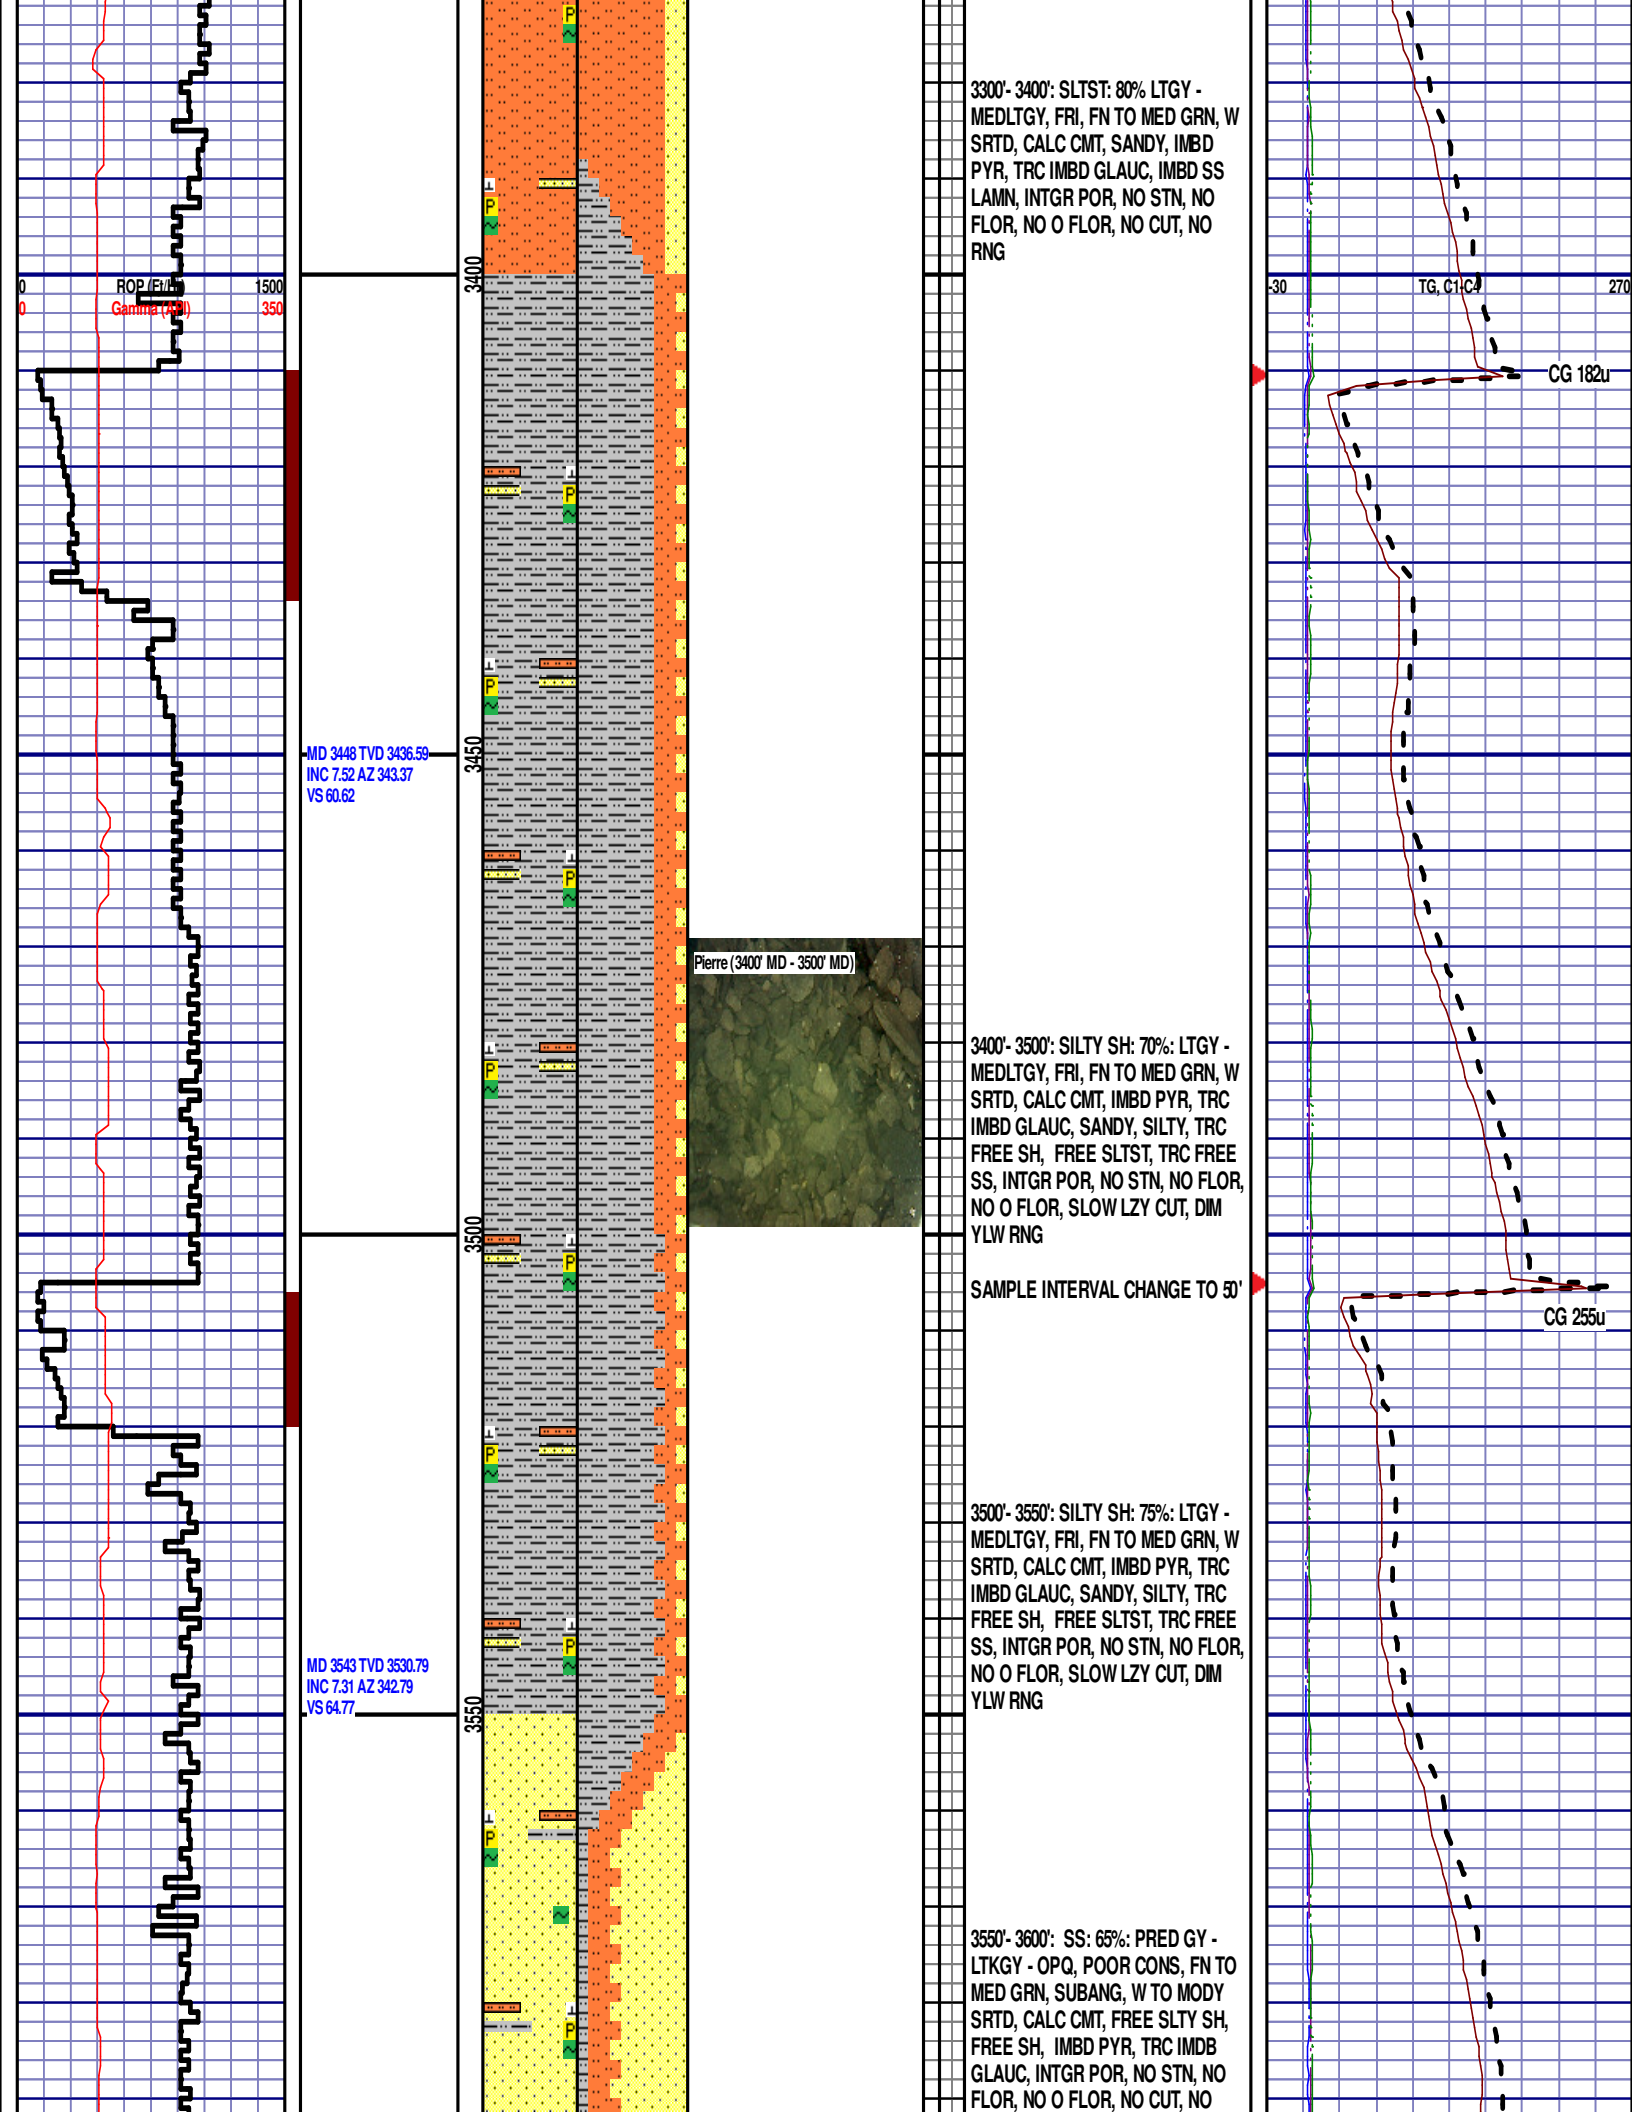 P
3300'- 3400': SLTST: 80% LTGY -
MEDLTGY, FRI, FN TO MED GRN, W
SRTD, CALC CMT, SANDY, IMBD
PYR, TRC IMBD GLAUC, IMBD SS
LAMN, INTGR POR, NO STN, NO
FLOR, NO O FLOR, NO CUT, NO
RNG
P
3400
0 ROP (Ft/H 1500
0 Gamma (API) 350
-30 TG, C1-C4 270
CG 182u
P
P
3450
MD 3448 TVD 3436.59
INC 7.52 AZ 343.37
VS 60.62
P
Pierre (3400' MD - 3500' MD)
3400'- 3500': SILTY SH: 70%: LTGY -
MEDLTGY, FRI, FN TO MED GRN, W
SRTD, CALC CMT, IMBD PYR, TRC
IMBD GLAUC, SANDY, SILTY, TRC
FREE SH, FREE SLTST, TRC FREE
SS, INTGR POR, NO STN, NO FLOR,
NO O FLOR, SLOW LZY CUT, DIM
YLW RNG
P
3500
P
SAMPLE INTERVAL CHANGE TO 50'
CG 255u
P
3500'- 3550': SILTY SH: 75%: LTGY -
MEDLTGY, FRI, FN TO MED GRN, W
SRTD, CALC CMT, IMBD PYR, TRC
IMBD GLAUC, SANDY, SILTY, TRC
FREE SH, FREE SLTST, TRC FREE
SS, INTGR POR, NO STN, NO FLOR,
NO O FLOR, SLOW LZY CUT, DIM
YLW RNG
P
MD 3543 TVD 3530.79
INC 7.31 AZ 342.79
VS 64.77
3550
P
3550'- 3600': SS: 65%: PRED GY -
LTKGY - OPQ, POOR CONS, FN TO
MED GRN, SUBANG, W TO MODY
SRTD, CALC CMT, FREE SLTY SH,
FREE SH, IMBD PYR, TRC IMDB
GLAUC, INTGR POR, NO STN, NO
FLOR, NO O FLOR, NO CUT, NO
P